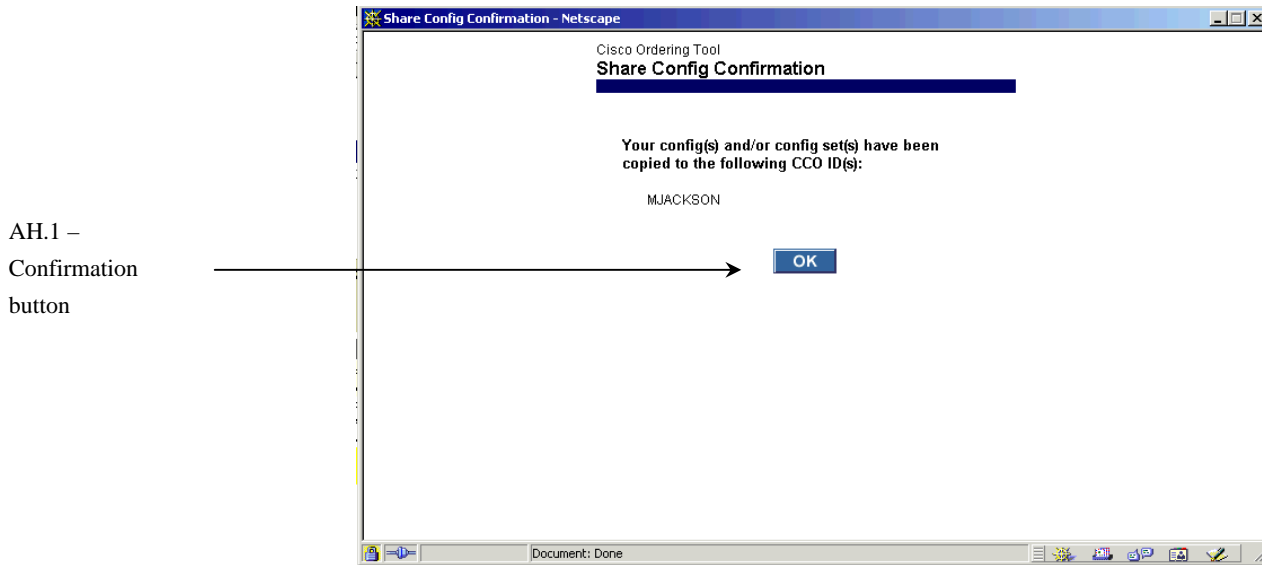 Share Config Confirmation - Netscape
Cisco Ordering Tool
Share Config Confirmation
Your config(s) and/or config set(s) have been
copied to the following CCO ID(s):
MJACKSON
AH.1 –
Confirmation
button
OK
Document: Done